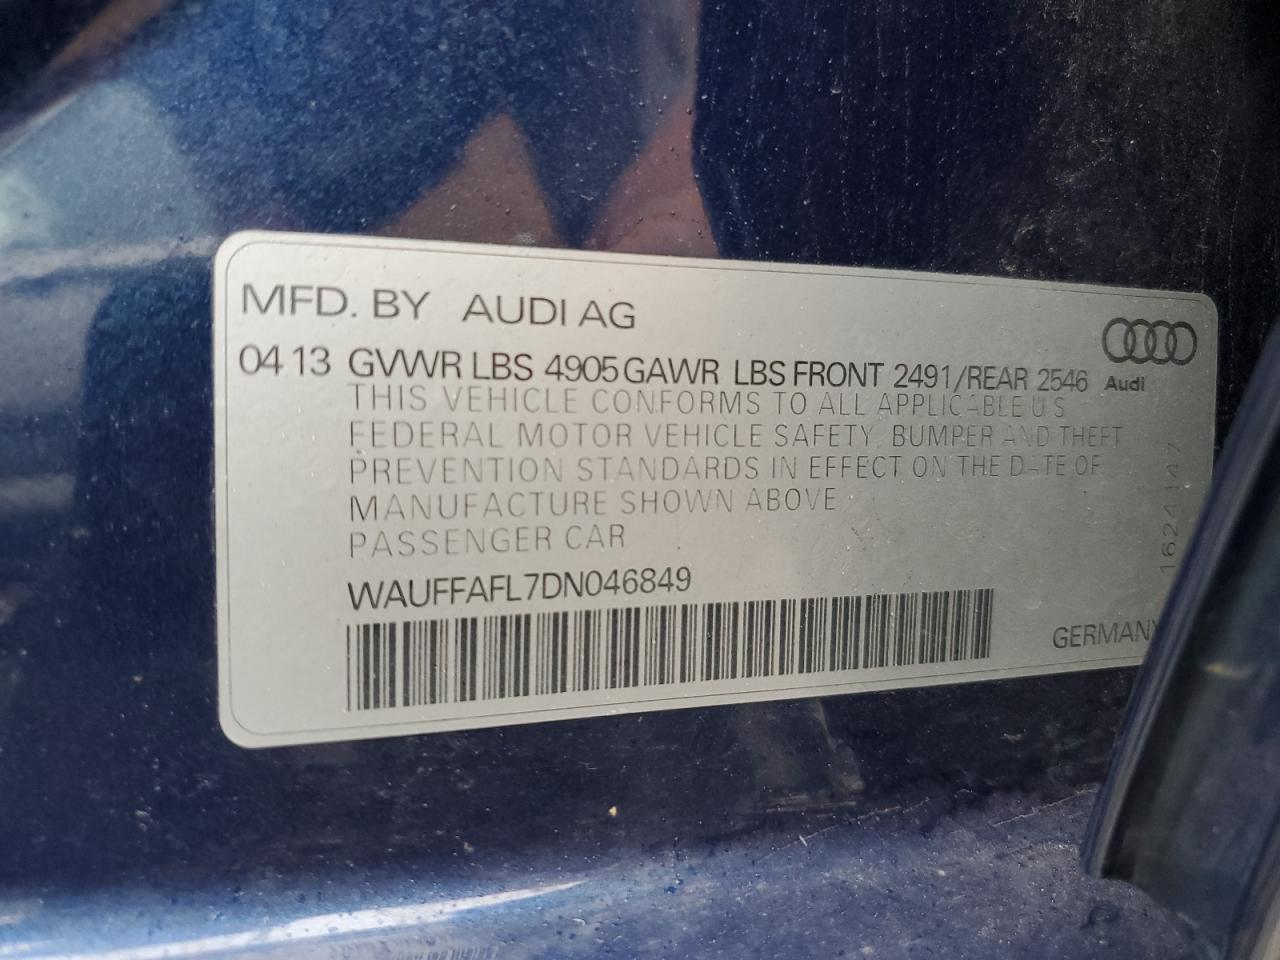 MFD. BY AUDI AG
04 13 GVWR LBS 4905 GAWR LBS FRONT 2491/REAR 2546
Audi
THIS VEHICLE CONFORMS TO ALL APPLICABLE U S
FEDERAL MOTOR VEHICLE SAFETY BUMPER AND THEFT
PREVENTION STANDARDS IN EFFECT ON THE DATE OF
MANUFACTURE SHOWN ABOVE
PASSENGER CAR
WAUFFAFL7DN046849
GERMANY
1624147